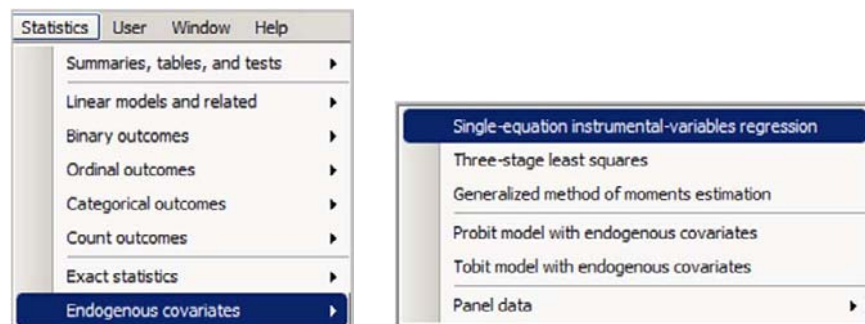 Statistics User Window Help
Summaries, tables, and tests
Linear models and related
Binary outcomes
Ordinal outcomes
Categorical outcomes
Count outcomes
Exact statistics
Endogenous covariates
Single-equation instrumental-variables regression
Three-stage least squares
Generalized method of moments estimation
Probit model with endogenous covariates
Tobit model with endogenous covariates
Panel data